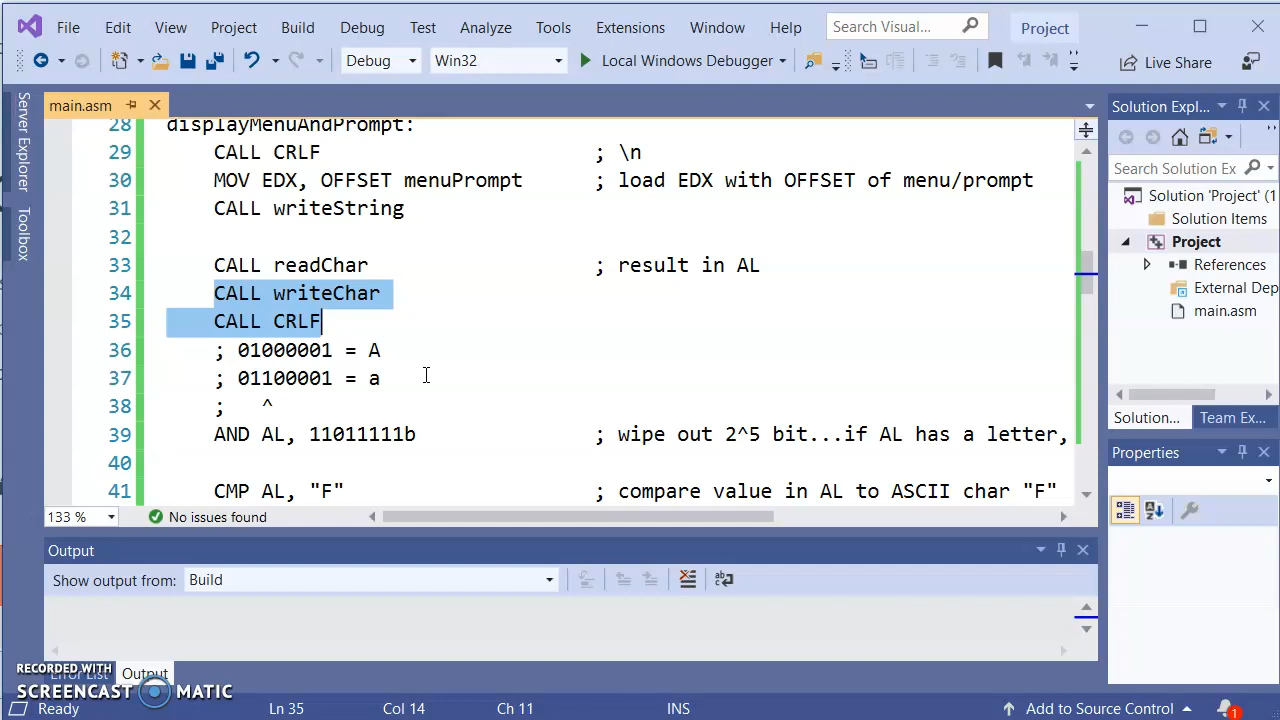 File Edit View Project Build Debug Test Tools Extensions Window Help Search Visual... Project
Debug Win32 Local Windows Debugger Live Share
Server Explorer
Toolbox
main.asm
28 displayMenuAndPrompt:
29 CALL CRLF ; \n
30 MOV EDX, OFFSET menuPrompt ; load EDX with OFFSET of menu/prompt
31 CALL writeString
32
33 CALL readChar ; result in AL
34 CALL writeChar
35 CALL CRLF
36 ; 01000001 = A
37 ; 01100001 = a
38 ; ^
39 AND AL, 11011111b ; wipe out 2^5 bit...if AL has a letter,
40
41 CMP AL, "F" ; compare value in AL to ASCII char "F"
133 % No issues found
Solution Expl...
Search Solution Ex
Solution 'Project' (1
Solution Items
Project
References
External Dep
main.asm
Solution... Team Ex...
Properties
Output
Show output from: Build
Error List Output
RECORDED WITH
SCREENCAST MATIC
Ready Ln 35 Col 14 Ch 11 INS Add to Source Control 1